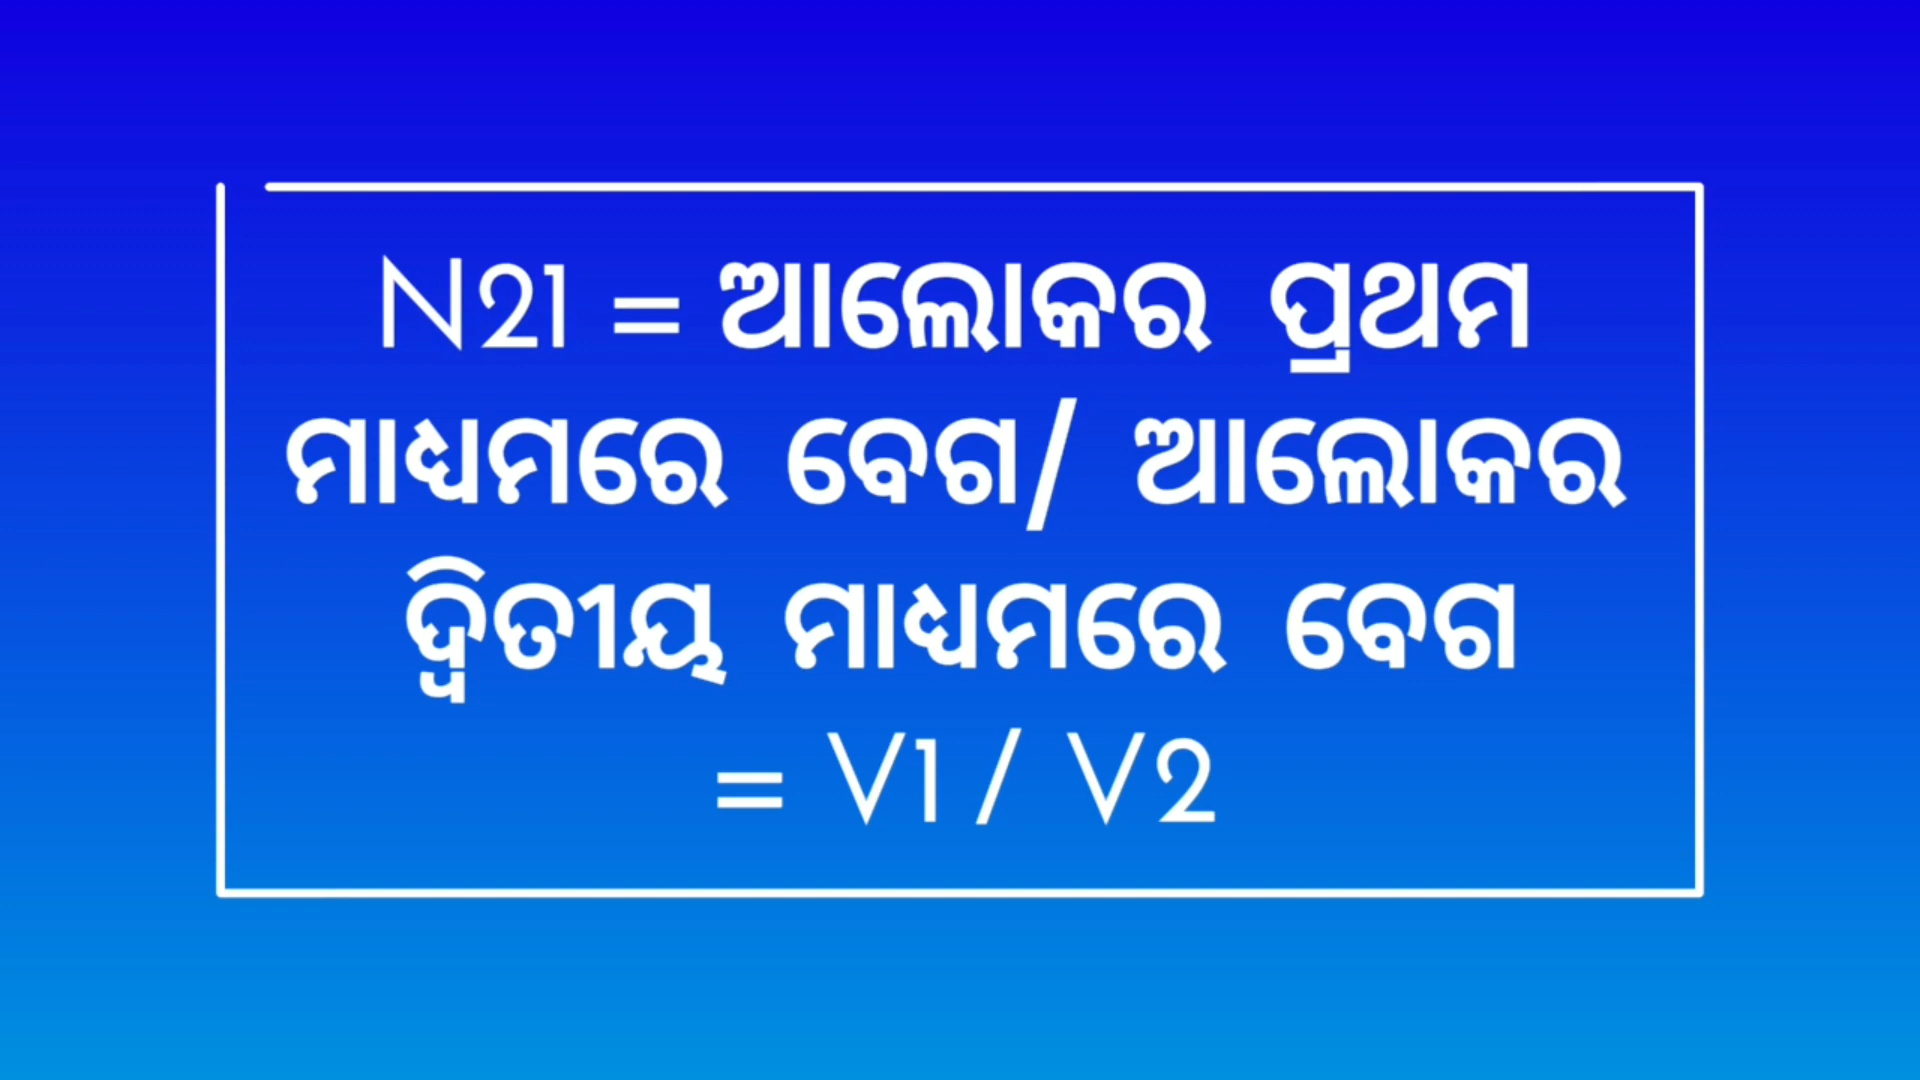 N21 = ଆଲୋକର ପ୍ରଥମ
ମାଧ୍ୟମରେ ବେଗ/ ଆଲୋକର
ଦ୍ୱିତୀୟ ମାଧ୍ୟମରେ ବେଗ
= V1 / V2